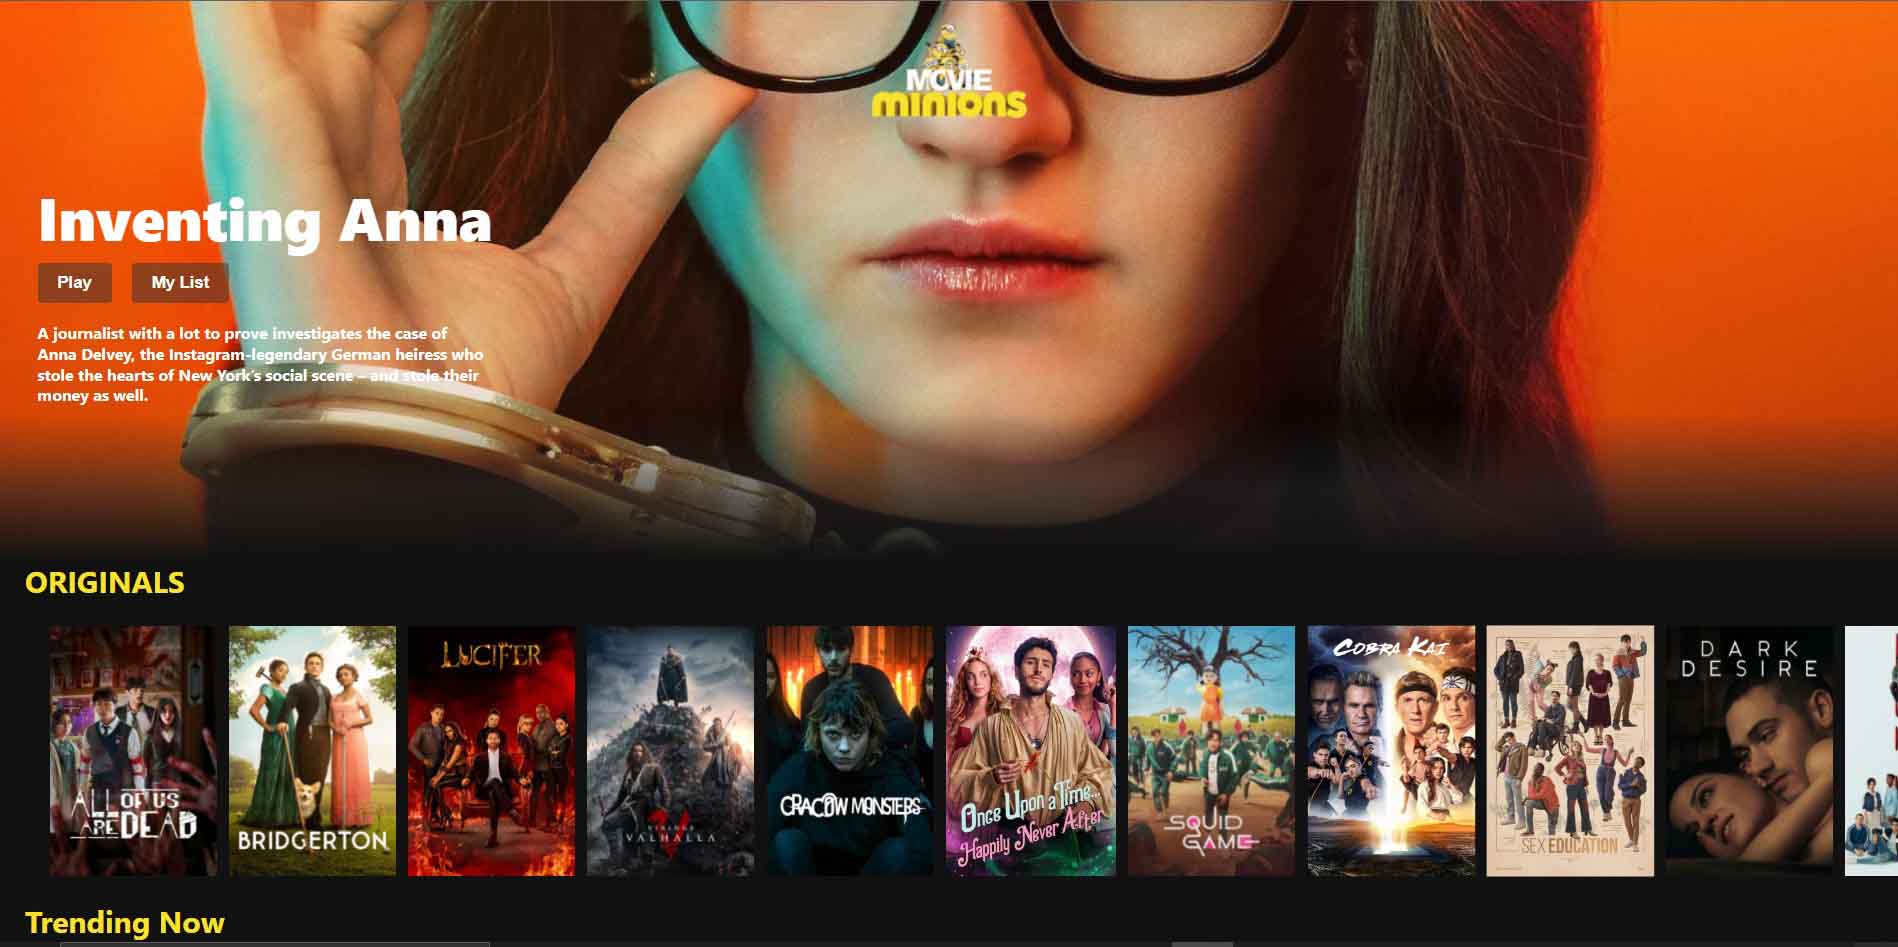 MOVIE
minions
Inventing Anna
Play
My List
A journalist with a lot to prove investigates the case of
Anna Delvey, the Instagram-legendary German heiress who
stole the hearts of New York's social scene – and stole their
money as well.
ORIGINALS
ALL OF US
ARE DEAD
BRIDGERTON
LUCIFER
VALHALLA
CRACOW MONSTERS
Once Upon a Time...
Happily Never After
SQUID
GAME
COBRA KAI
SEX EDUCATION
DARK
DESIRE
Trending Now